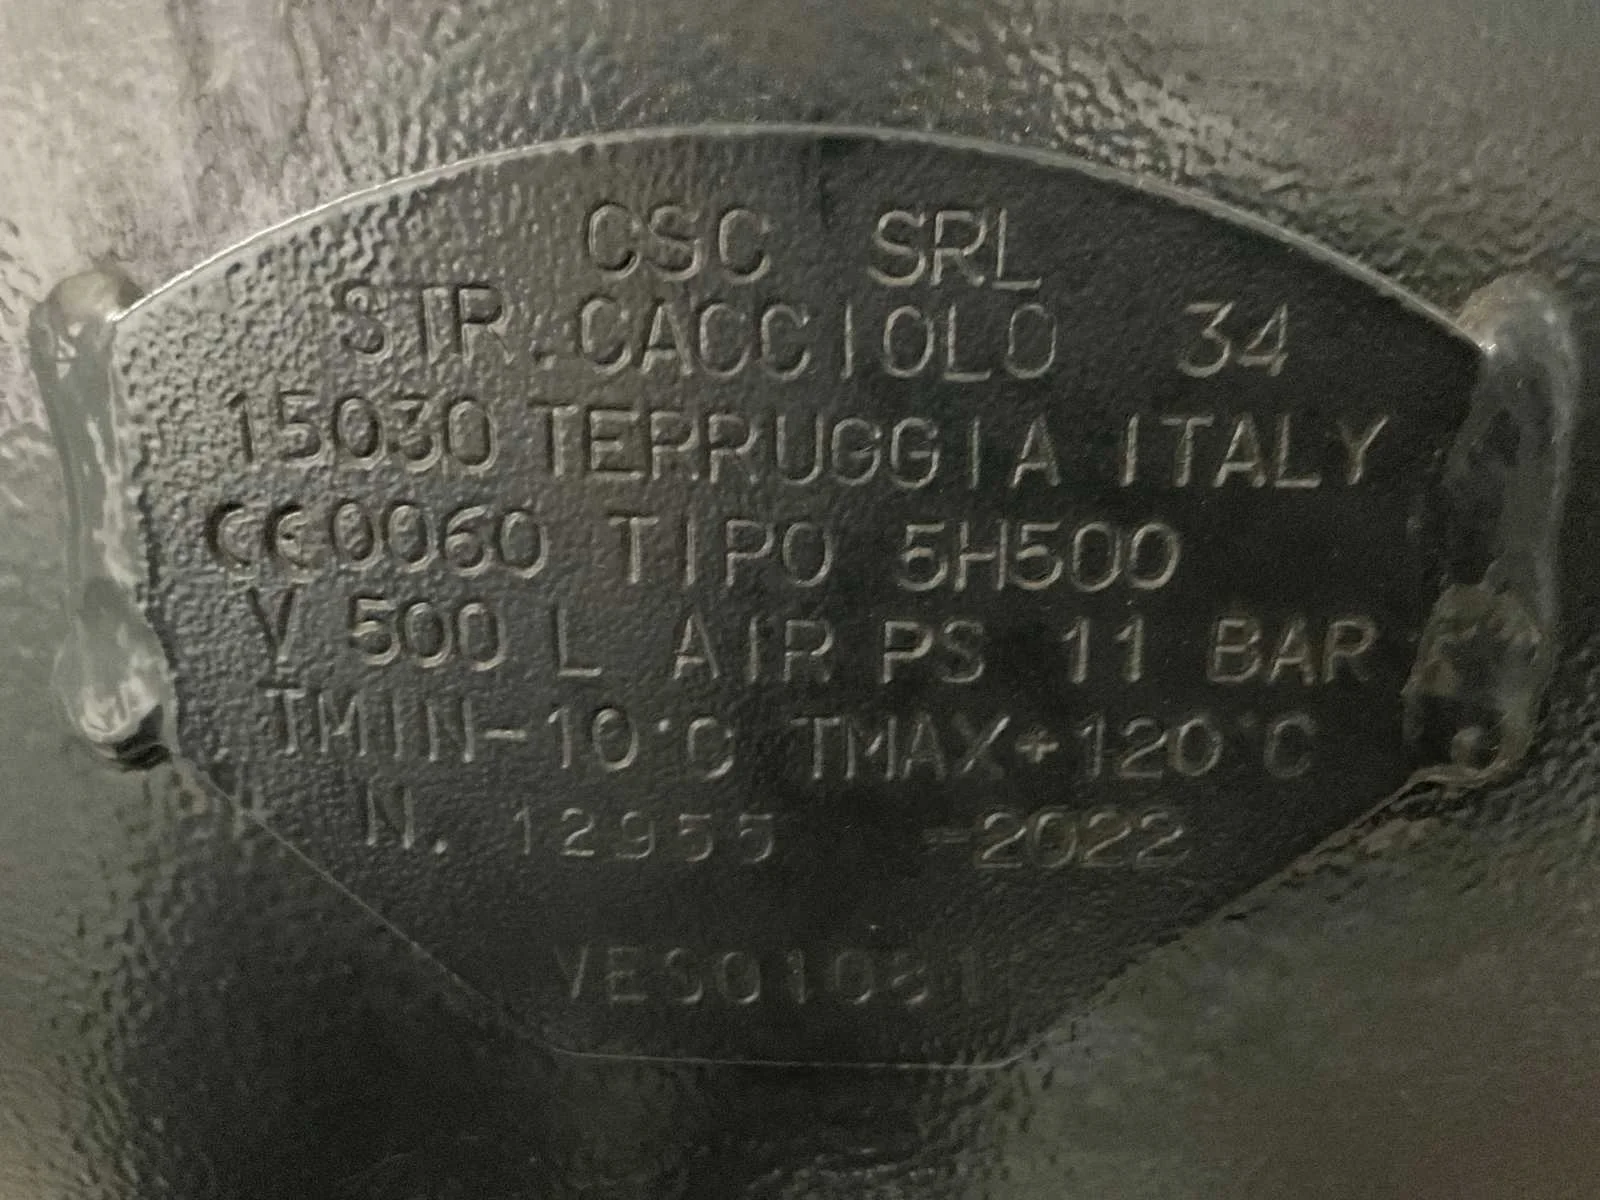 CSC SRL
STR.CACCIOLO 34
15030 TERRUGGIA ITALY
CE0060 TIPO 5H500
V 500 L AIR PS 11 BAR
TMIN-10°C TMAX+120°C
N. 12955 -2022
VES01081